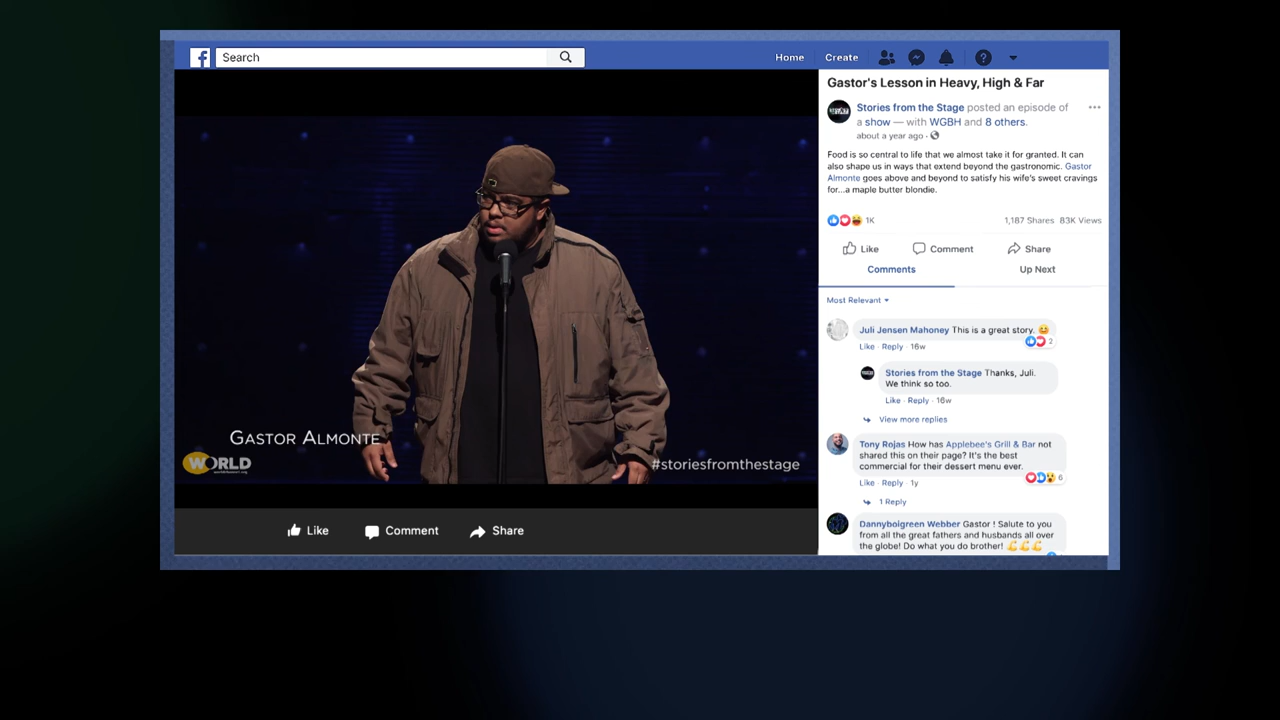 Search
Home
Create
Gastor's Lesson in Heavy, High & Far
Stories from the Stage posted an episode of
a show — with WGBH and 8 others.
about a year ago ·
Food is so central to life that we almost take it for granted. It can
also shape us in ways that extend beyond the gastronomic. Gastor
Almonte goes above and beyond to satisfy his wife's sweet cravings
for...a maple butter blondie.
1K
1,187 Shares 83K Views
Like
Comment
Share
Comments
Up Next
Most Relevant
Juli Jensen Mahoney This is a great story. 😊
2
Like · Reply · 16w
Stories from the Stage Thanks, Juli.
We think so too.
Like · Reply · 16w
View more replies
Tony Rojas How has Applebee's Grill & Bar not
shared this on their page? It's the best
commercial for their dessert menu ever.
6
Like · Reply · 1y
1 Reply
Dannyboigreen Webber Gastor ! Salute to you
from all the great fathers and husbands all over
the globe! Do what you do brother! 💪💪💪
GASTOR ALMONTE
WORLD
#storiesfromthestage
Like
Comment
Share